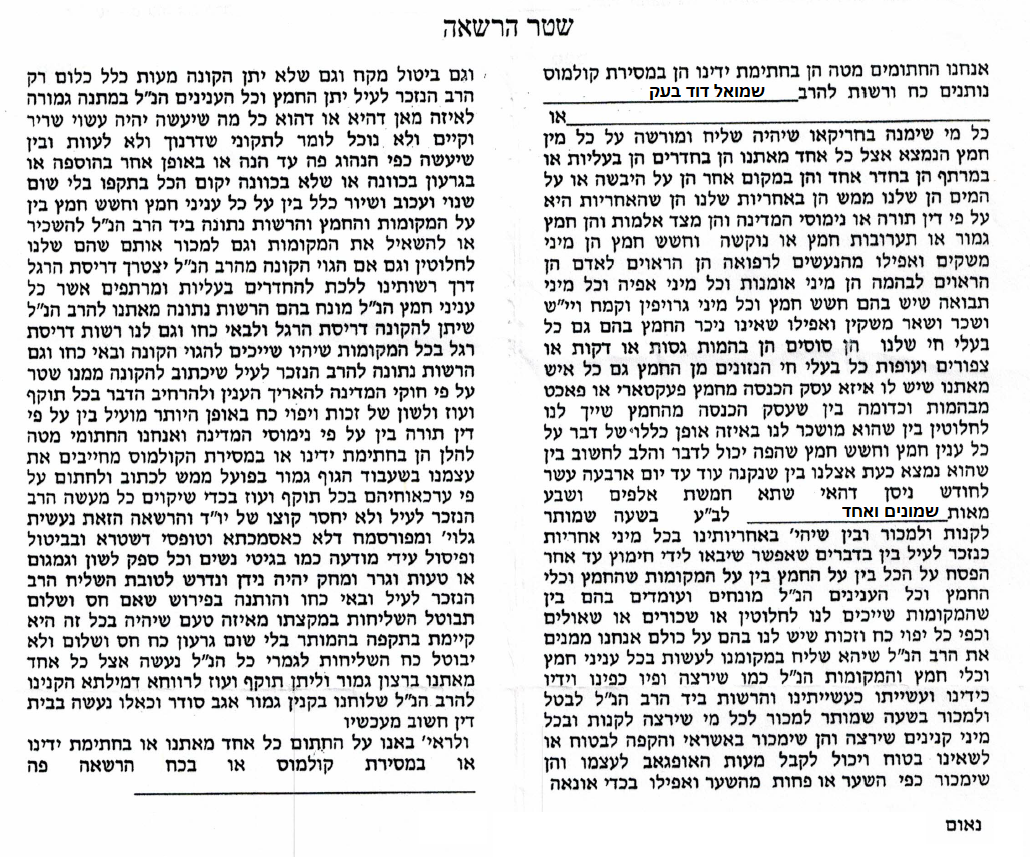 שטר הרשאה
אנחנו החתומים מטה הן בחתימת ידינו הן במסירת קולמוס
נותנים כח ורשות להרב שמואל דוד בעק
או
כל מי שימנה בחריקאו שיהיה שליח ומורשה על כל מין
חמץ הנמצא אצל כל אחד מאתנו הן בחדרים הן בעליות או
במרתף הן בחדר אחד והן במקום אחר הן על היבשה או על
המים הן שלנו ממש הן באחריות שלנו הן שהאחריות היא
על פי דין תורה או נימוסי המדינה והן מצד אלמות והן חמץ
גמור או תערובות חמץ או נוקשה וחשש חמץ הן מיני
משקים ואפילו מהנעשים לרפואה הן הראוים לאדם הן
הראוים לבהמה הן מיני אומנות וכל מיני אפיה וכל מיני
תבואה שיש בהם חשש חמץ וכל מיני גרויפין וקמח ויי"ש
ושכר ושאר משקין ואפילו שאינו ניכר החמץ בהם גם כל
בעלי חי שלנו הן סוסים הן בהמות גסות או דקות או
צפורים ועופות כל בעלי חי הנזונים מן החמץ גם כל איש
מאתנו שיש לו איזא עסק הכנסה מחמץ פעקטארי או פאכט
מבהמות וכדומה בין שעסק הכנסה מהחמץ שייך לנו
לחלוטין בין שהוא מושכר לנו באיזה אופן כללו של דבר על
כל ענין חמץ וחשש חמץ שהפה יכול לדבר והלב לחשוב בין
שהוא נמצא כעת אצלנו בין שנקנה עוד עד יום ארבעה עשר
לחודש ניסן דהאי שתא חמשת אלפים ושבע
מאות שמונים ואחד לב"ע בשעה שמותר
לקנות ולמכור ובין שיהי' באחריותינו בכל מיני אחריות
כנזכר לעיל בין בדברים שאפשר שיבאו לידי חימוץ עד אחר
הפסח על הכל בין על החמץ בין על המקומות שהחמץ וכלי
החמץ וכל הענינים הנ"ל מונחים ועומדים בהם בין
שהמקומות שייכים לנו לחלוטין או שכורים או שאולים
וכפי כל יפוי כח וזכות שיש לנו בהם על כולם אנחנו ממנים
את הרב הנ"ל שיהא שליח במקומנו לעשות בכל עניני חמץ
וכלי חמץ והמקומות הנ"ל כמו שירצה ופיו כפינו וידיו
כידינו ועשייתו כעשייתינו והרשות ביד הרב הנ"ל לבטל
ולמכור בשעה שמותר למכור לכל מי שירצה לקנות ובכל
מיני קנינים שירצה והן שימכור באשראי והקפה לבטוח או
לשאינו בטוח ויכול לקבל מעות האופגאב לעצמו והן
שימכור כפי השער או פחות מהשער ואפילו בכדי אונאה
וגם ביטול מקח וגם שלא יתן הקונה מעות כלל כלום רק
הרב הנזכר לעיל יתן החמץ וכל הענינים הנ"ל במתנה גמורה
לאיזה מאן דהיא או דהוא כל מה שיעשה יהיה עשוי שריר
וקיים ולא נוכל לומר לתקוני שדרנוך ולא לעוות ובין
שיעשה כפי הנהוג פה עד הנה או באופן אחר בהוספה או
בגרעון בכוונה או שלא בכוונה יקום הכל בתקפו בלי שום
שנוי ועכוב ושיור כלל בין על כל עניני חמץ וחשש חמץ בין
על המקומות והחמץ והרשות נתונה ביד הרב הנ"ל להשכיר
או להשאיל את המקומות וגם למכור אותם שהם שלנו
לחלוטין וגם אם הגוי הקונה מהרב הנ"ל יצטרך דריסת הרגל
דרך רשותינו ללכת להחדרים בעליות ומרתפים אשר כל
עניני חמץ הנ"ל מונח בהם הרשות נתונה מאתנו להרב הנ"ל
שיתן להקונה דריסת הרגל ולבאי כחו וגם לנו רשות דריסת
רגל בכל המקומות שיהיו שייכים להגוי הקונה ובאי כחו וגם
הרשות נתונה להרב הנזכר לעיל שיכתוב להקונה ממנו שטר
על פי חוקי המדינה להאריך הענין ולהרחיב הדבר בכל תוקף
ועוז ולשון של זכות ויפוי כח באופן היותר מועיל בין על פי
דין תורה בין על פי נימוסי המדינה ואנחנו החתומי מטה
להלן הן בחתימת ידינו או במסירת הקולמוס מחייבים את
עצמנו בשעבוד הגוף גמור בפועל ממש לכתוב ולחתום על
פי ערכאותיהם בכל תוקף ועוז בכדי שיקוים כל מעשה הרב
הנזכר לעיל ולא יחסר קוצו של יו"ד והרשאה הזאת נעשית
גלוי' ומפורסמת דלא כאסמכתא וטופסי דשטרא ובביטול
ופיסול עידי מודעה כמו בגיטי נשים וכל ספק לשון וגמגום
או טעות וגרר ומחק יהיה נידן ונדרש לטובת השליח הרב
הנזכר לעיל ובאי כחו והותנה בפירוש שאם חס ושלום
תבוטל השליחות במקצתו מאיזה טעם שיהיה בכל זה היא
קיימת בתקפה בהמותר בלי שום גרעון כח חס ושלום ולא
יבוטל כח השליחות לגמרי כל הנ"ל נעשה אצל כל אחד
מאתנו ברצון גמור וליתן תוקף ועוז לרווחא דמילתא הקנינו
להרב הנ"ל שלוחנו בקנין גמור אגב סודר וכאלו נעשה בבית
דין חשוב מעכשיו
ולראי' באנו על החתום כל אחד מאתנו או בחתימת ידינו
או במסירת קולמוס או בכח הרשאה פה
נאום